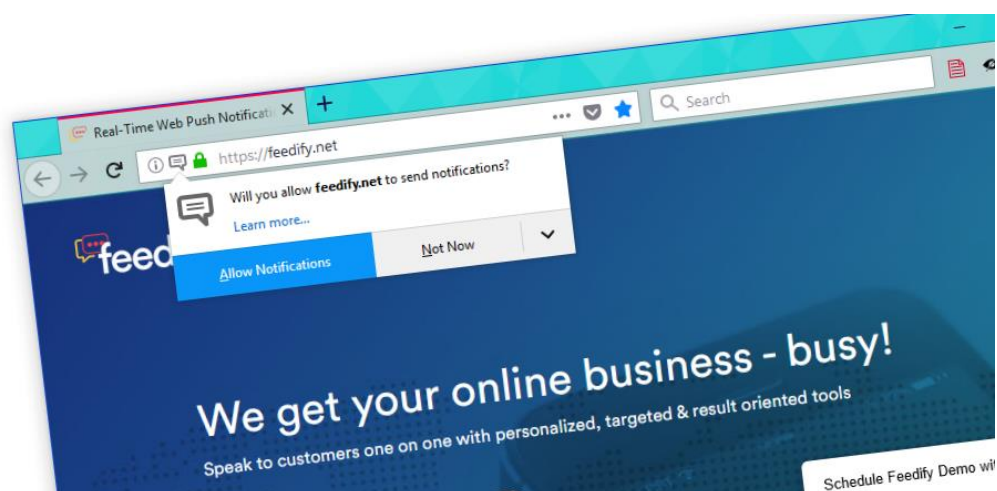 Real-Time Web Push Notificati
Search
https://feedify.net
Will you allow feedify.net to send notifications?
Learn more...
Allow Notifications
Not Now
feed
We get your online business - busy!
Speak to customers one on one with personalized, targeted & result oriented tools
Schedule Feedify Demo wit